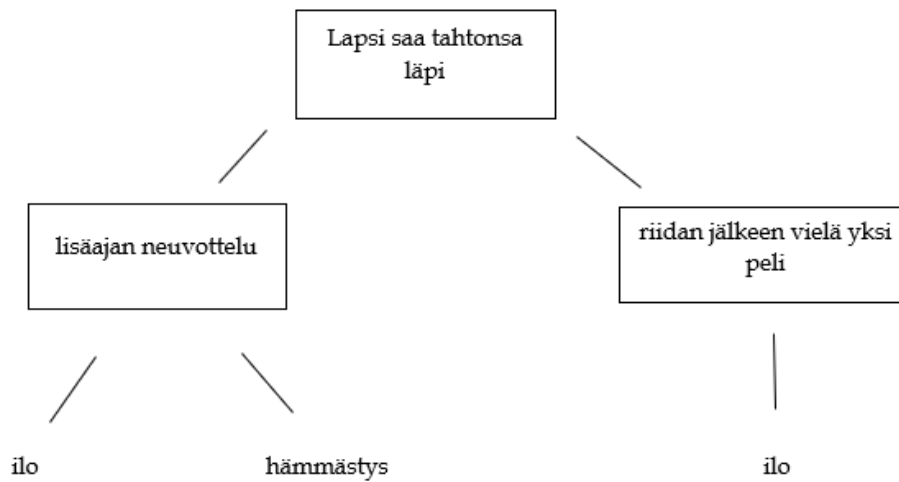 Lapsi saa tahtonsa
läpi
lisäajan neuvottelu
riidan jälkeen vielä yksi
peli
ilo
hämmästys
ilo